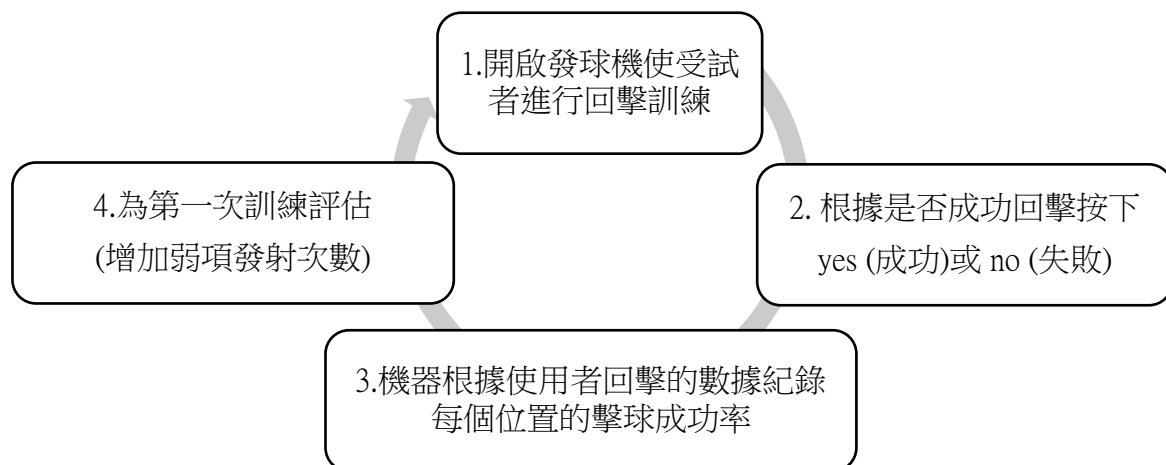 1.開啟發球機使受試
者進行回擊訓練
2. 根據是否成功回擊按下
yes (成功)或 no (失敗)
3.機器根據使用者回擊的數據紀錄
每個位置的擊球成功率
4.為第一次訓練評估
(增加弱項發射次數)